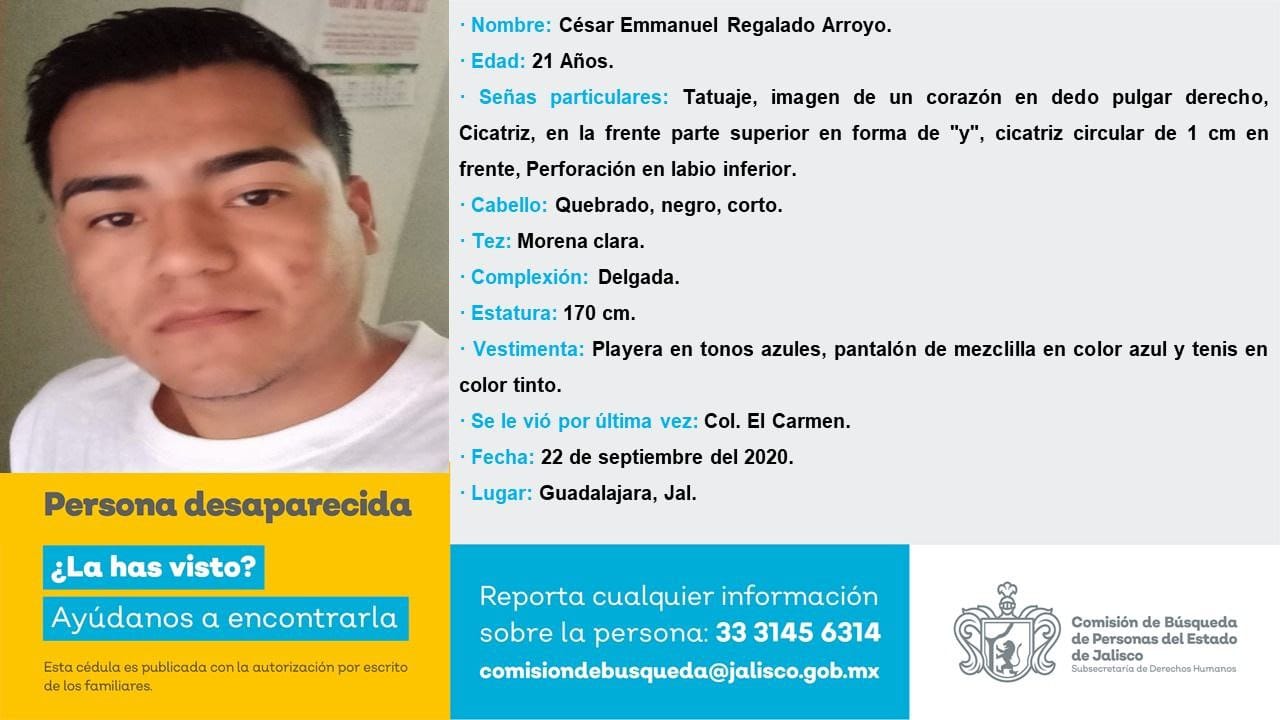 · Nombre: César Emmanuel Regalado Arroyo.
· Edad: 21 Años.
· Señas particulares: Tatuaje, imagen de un corazón en dedo pulgar derecho,
Cicatriz, en la frente parte superior en forma de "y", cicatriz circular de 1 cm en
frente, Perforación en labio inferior.
· Cabello: Quebrado, negro, corto.
· Tez: Morena clara.
· Complexión: Delgada.
· Estatura: 170 cm.
· Vestimenta: Playera en tonos azules, pantalón de mezclilla en color azul y tenis en
color tinto.
· Se le vió por última vez: Col. El Carmen.
· Fecha: 22 de septiembre del 2020.
· Lugar: Guadalajara, Jal.
Persona desaparecida
¿La has visto?
Ayúdanos a encontrarla
Esta cédula es publicada con la autorización por escrito
de los familiares.
Reporta cualquier información
sobre la persona: 33 3145 6314
comisiondebusqueda@jalisco.gob.mx
Comisión de Búsqueda
de Personas del Estado
de Jalisco
Subsecretaría de Derechos Humanos